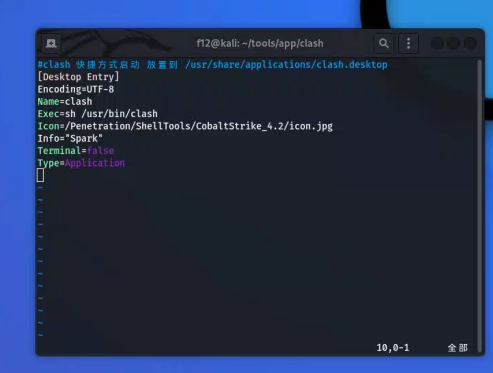 f12@kali: ~/tools/app/clash
#clash 快捷方式启动 放置到 /usr/share/applications/clash.desktop
[Desktop Entry]
Encoding=UTF-8
Name=clash
Exec=sh /usr/bin/clash
Icon=/Penetration/ShellTools/CobaltStrike_4.2/icon.jpg
Info="Spark"
Terminal=false
Type=Application
~
~
~
~
~
~
~
~
~
~
~
~
~
10,0-1 全部